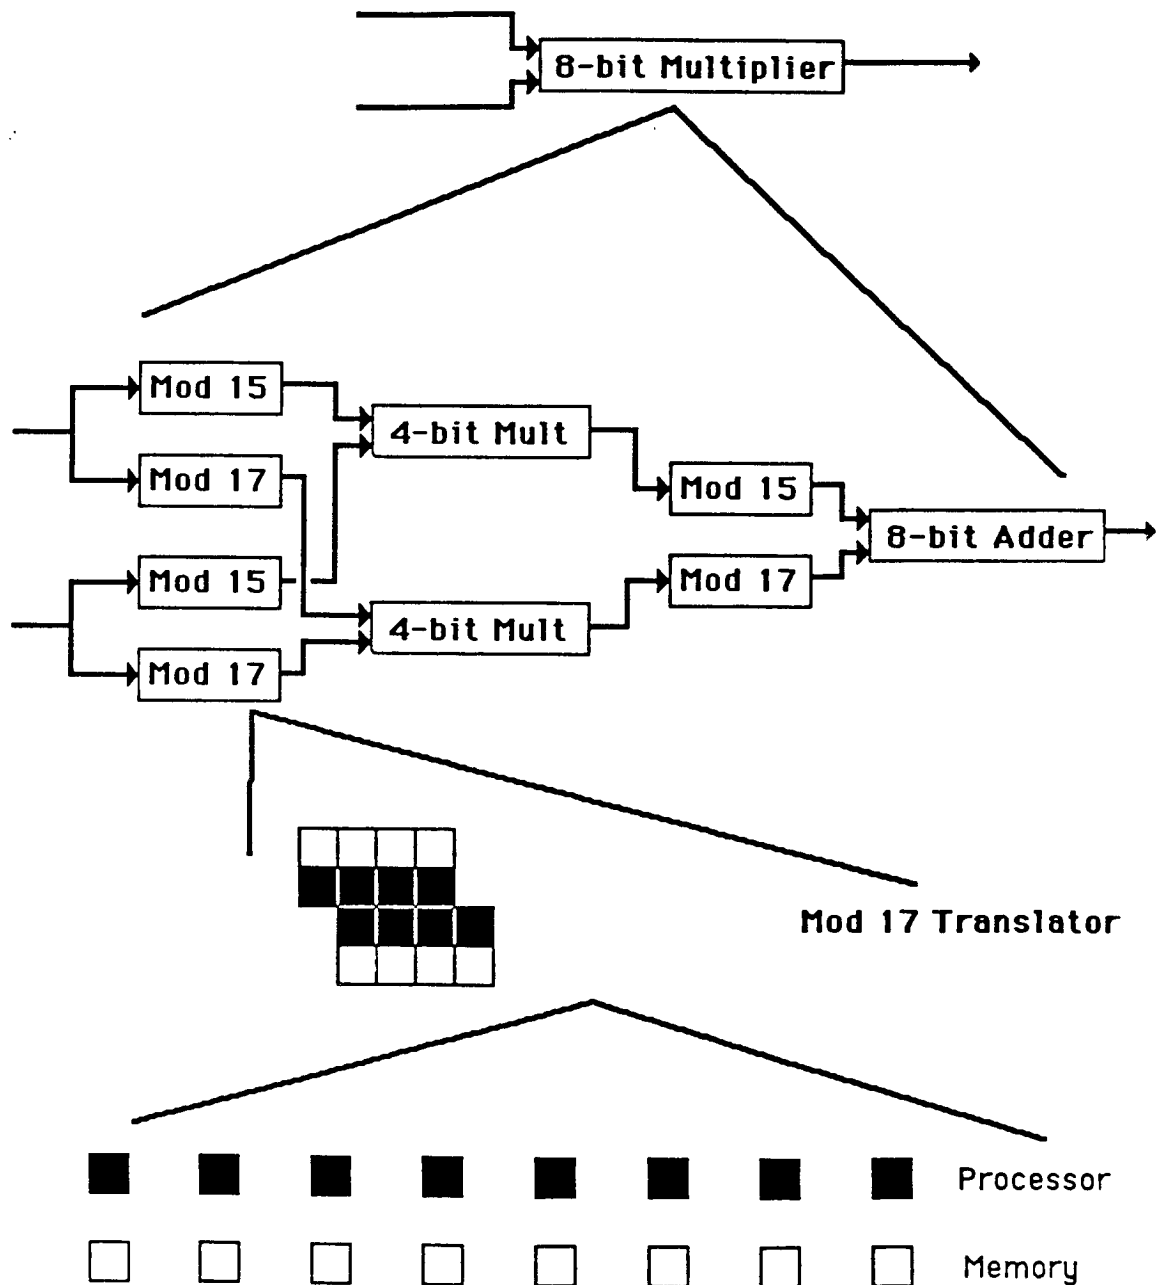 8-bit Multiplier
Mod 15
4-bit Mult
Mod 17
Mod 15
8-bit Adder
Mod 15
Mod 17
4-bit Mult
Mod 17
Mod 17 Translator
Processor
Memory